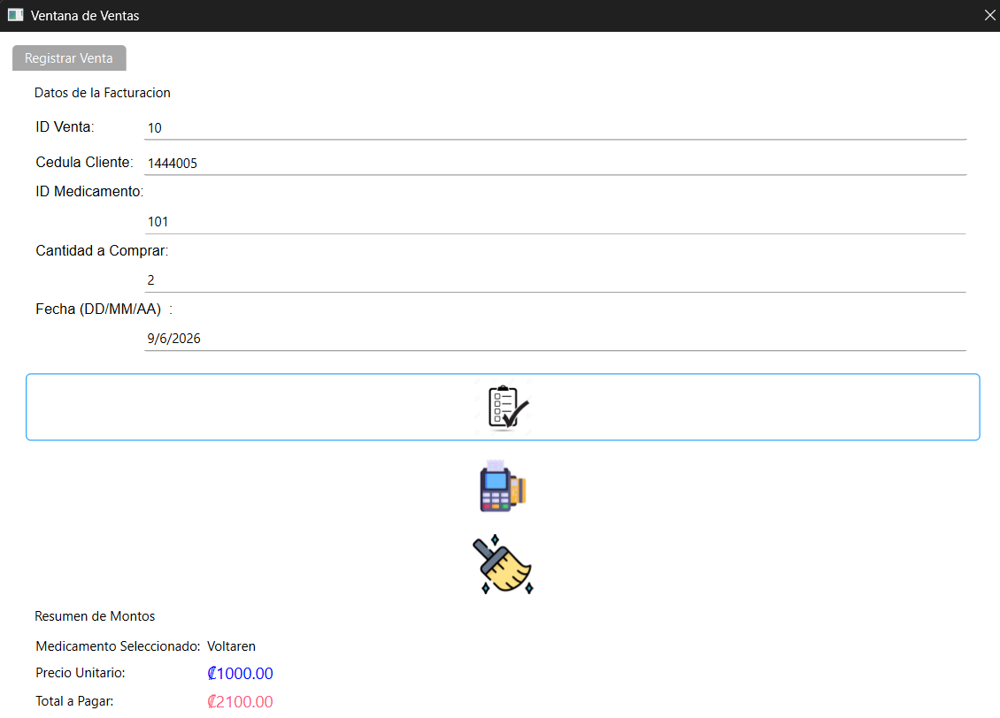 Ventana de Ventas
Registrar Venta
Datos de la Facturacion
ID Venta: 10
Cedula Cliente: 1444005
ID Medicamento:
101
Cantidad a Comprar:
2
Fecha (DD/MM/AA) :
9/6/2026
Resumen de Montos
Medicamento Seleccionado: Voltaren
Precio Unitario: ₡1000.00
Total a Pagar: ₡2100.00